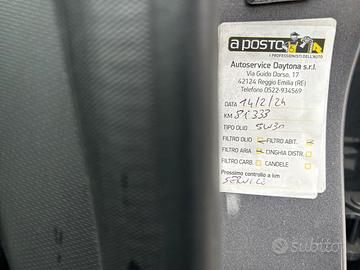 a posto
I PROFESSIONISTI DELL'AUTO
Autoservice Daytona s.r.l.
Via Guido Dorso, 17
42124 Reggio Emilia (RE)
Telefono 0522-934569
DATA 14/2/24
KM 81333
TIPO OLIO 5W30
FILTRO OLIO FILTRO ABIT.
FILTRO ARIA CINGHIA DISTR.
FILTRO CARB. CANDELE
Prossimo controllo a km
SERVICE
subito